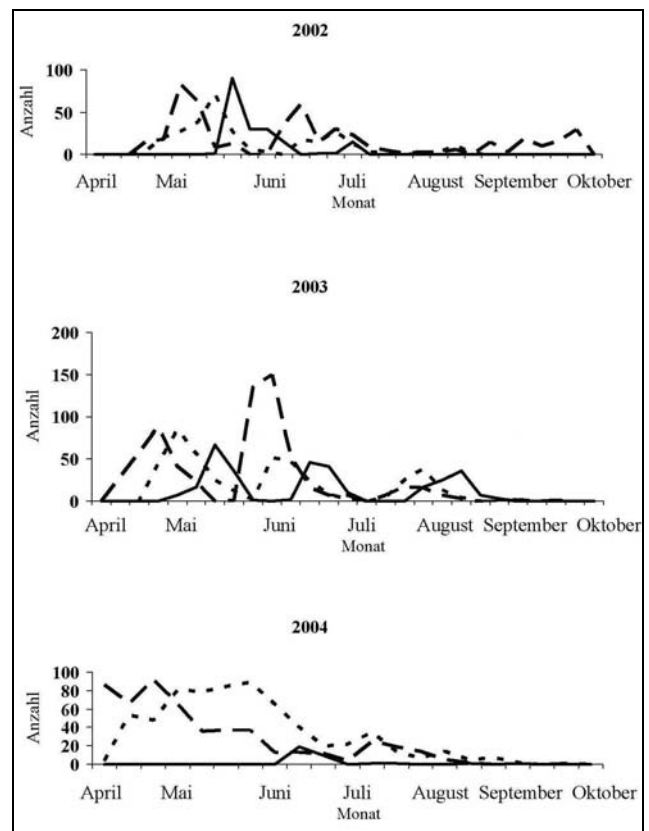 2002
100
50
0
Anzahl
April Mai Juni Juli August September Oktober
Monat
2003
200
150
100
50
0
Anzahl
April Mai Juni Juli August September Oktober
Monat
2004
100
80
60
40
20
0
Anzahl
April Mai Juni Juli August September Oktober
Monat